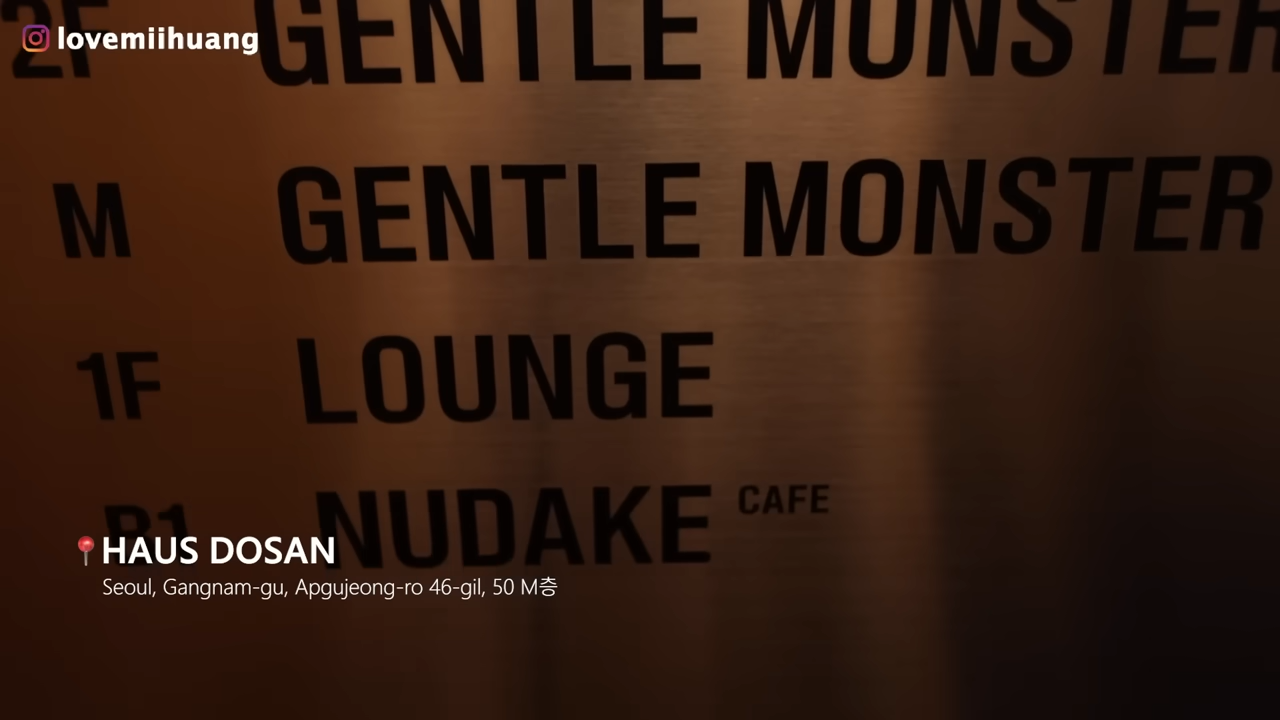 lovemiihuang
2F GENTLE MONSTER
M GENTLE MONSTER
1F LOUNGE
B1 NUDAKE CAFE
HAUS DOSAN
Seoul, Gangnam-gu, Apgujeong-ro 46-gil, 50 M층